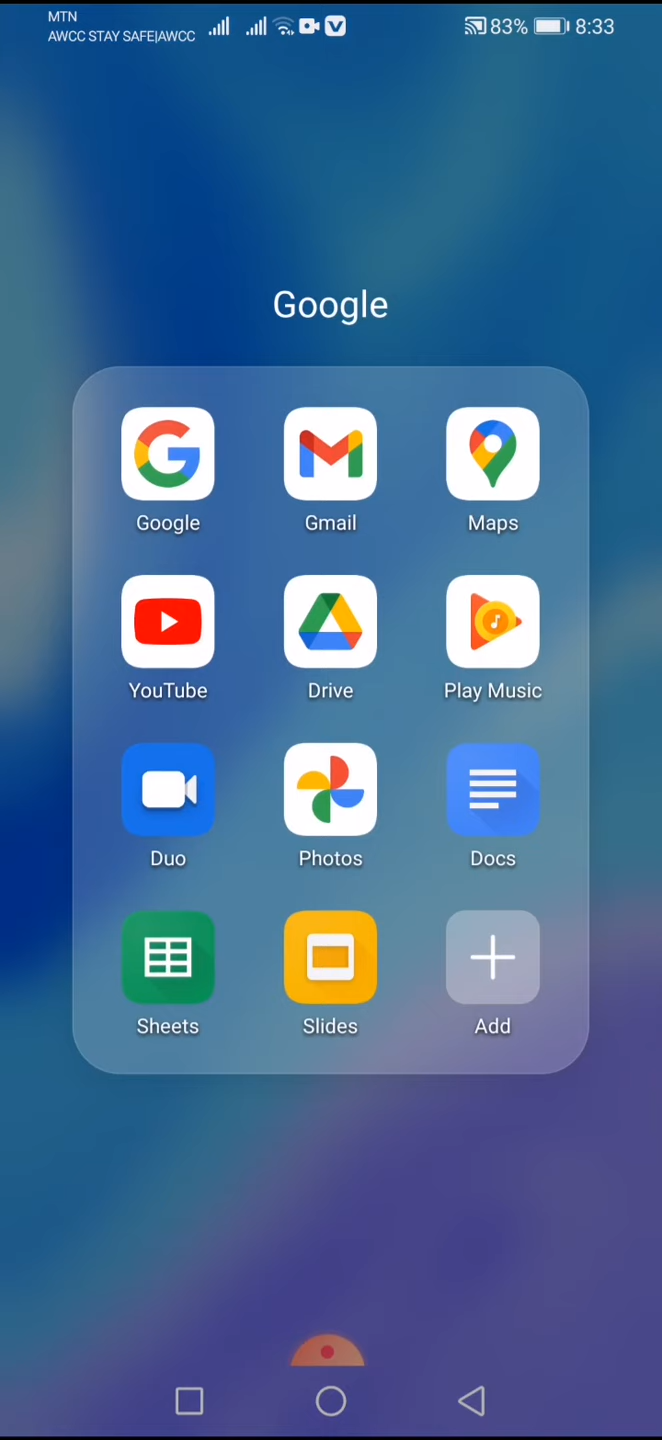 MTN
AWCC STAY SAFE|AWCC
83% 8:33
Google
Google Gmail Maps
YouTube Drive Play Music
Duo Photos Docs
Sheets Slides Add